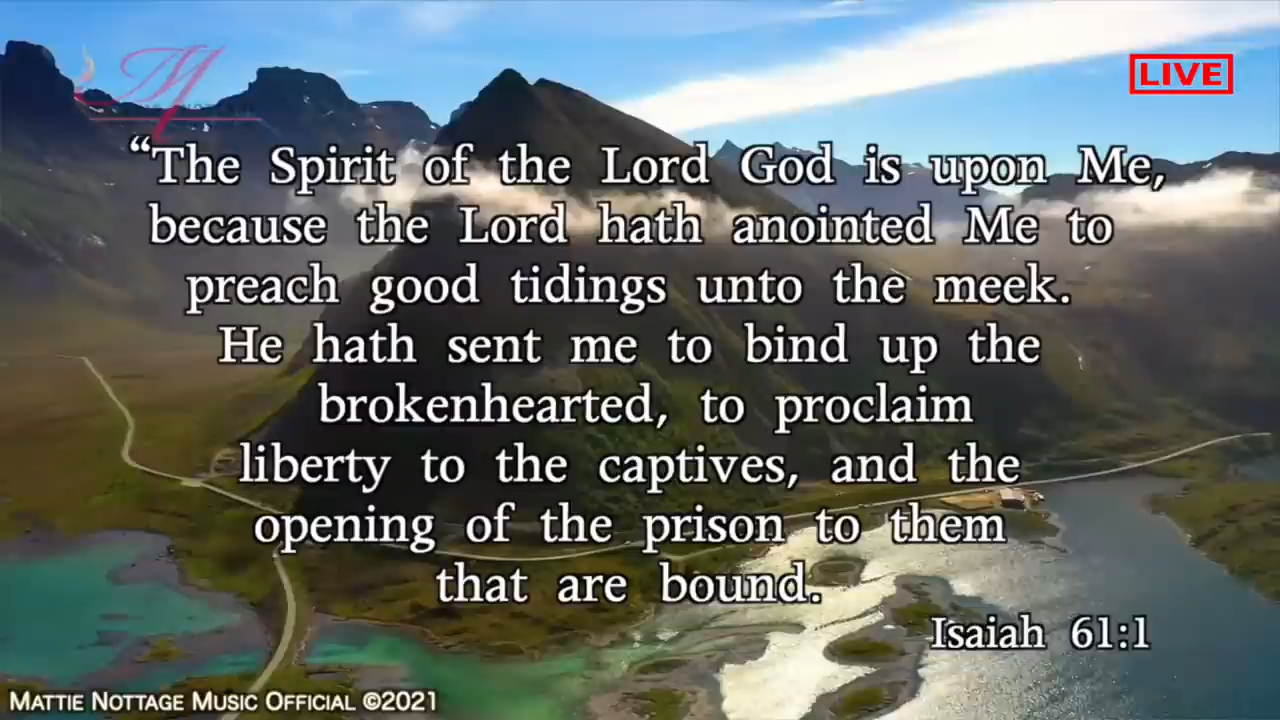 LIVE
“The Spirit of the Lord God is upon Me,
because the Lord hath anointed Me to
preach good tidings unto the meek.
He hath sent me to bind up the
brokenhearted, to proclaim
liberty to the captives, and the
opening of the prison to them
that are bound.
Isaiah 61:1
MATTIE NOTTAGE MUSIC OFFICIAL ©2021